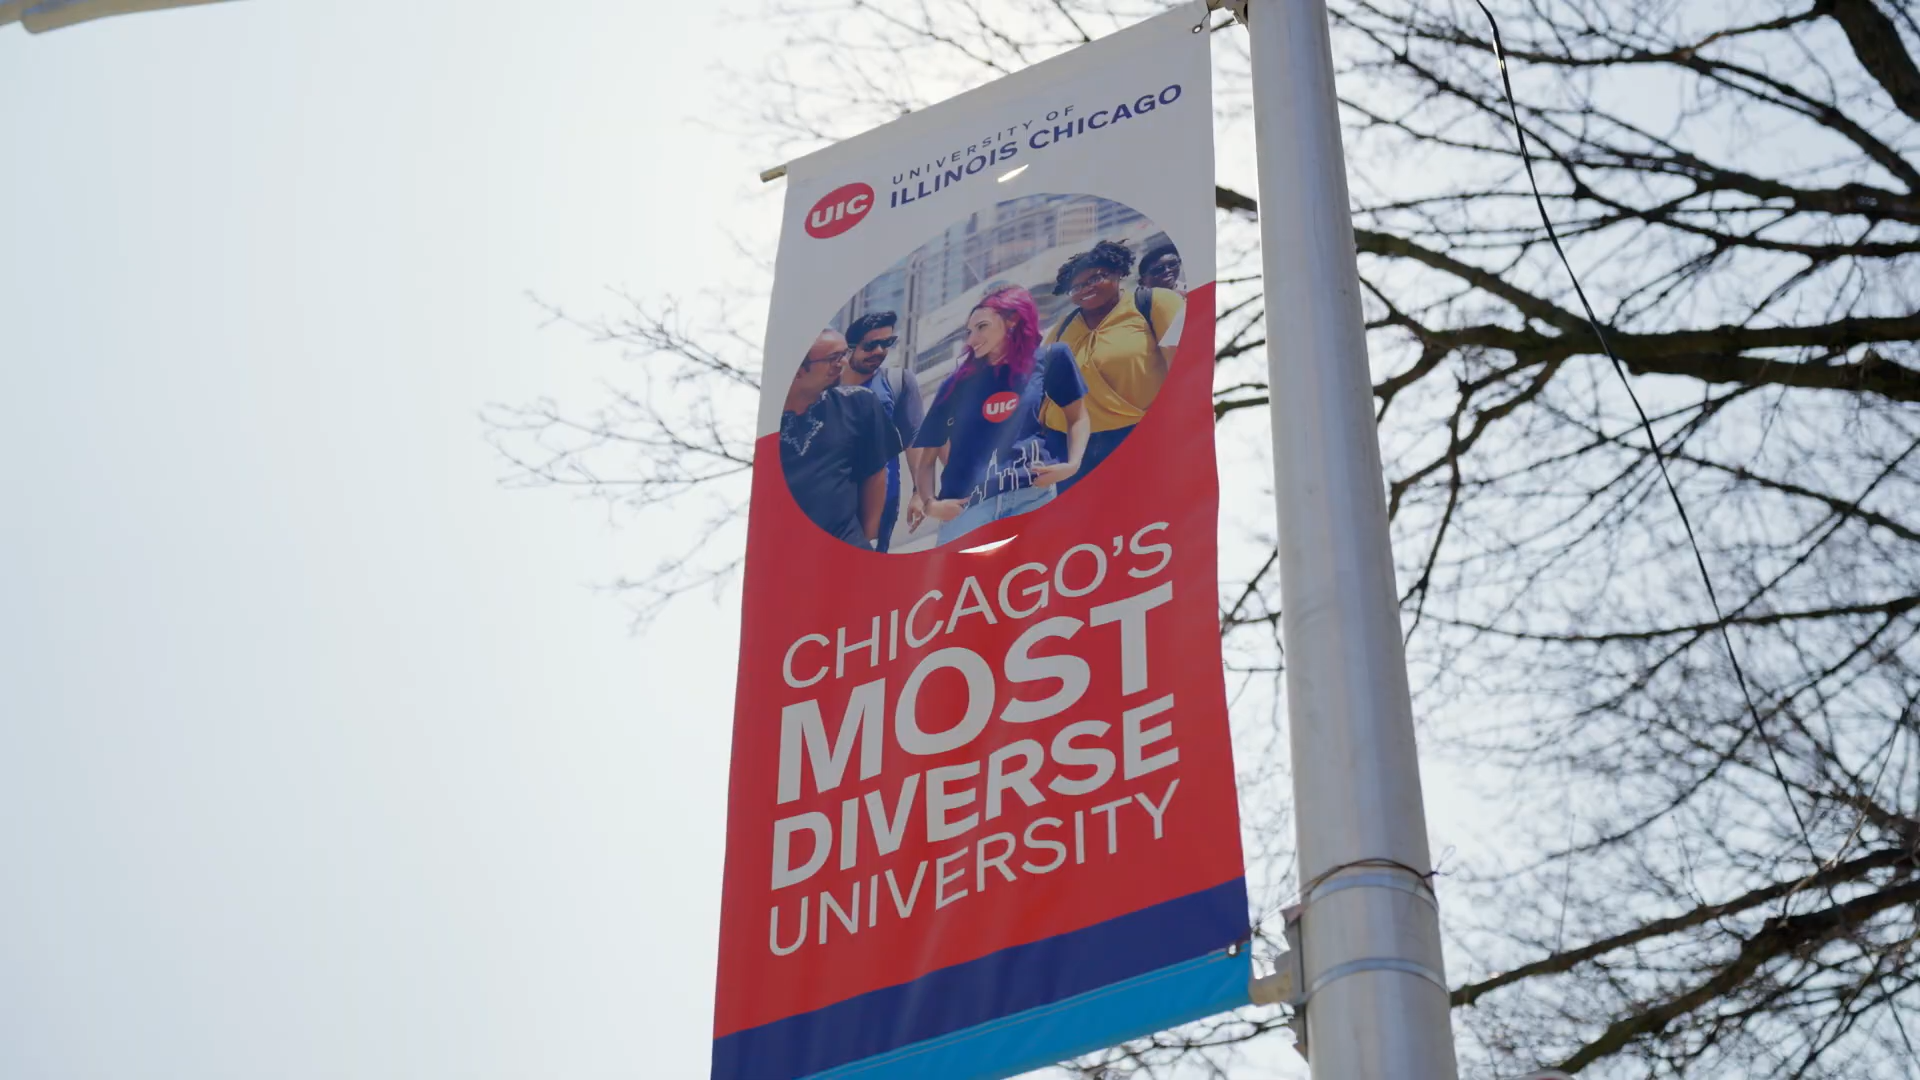 UNIVERSITY OF
UIC ILLINOIS CHICAGO
UIC
CHICAGO'S
MOST
DIVERSE
UNIVERSITY